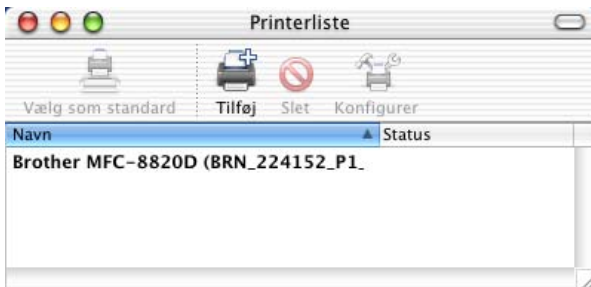 Printerliste
Vælg som standard Tilføj Slet Konfigurer
Navn Status
Brother MFC-8820D (BRN_224152_P1_